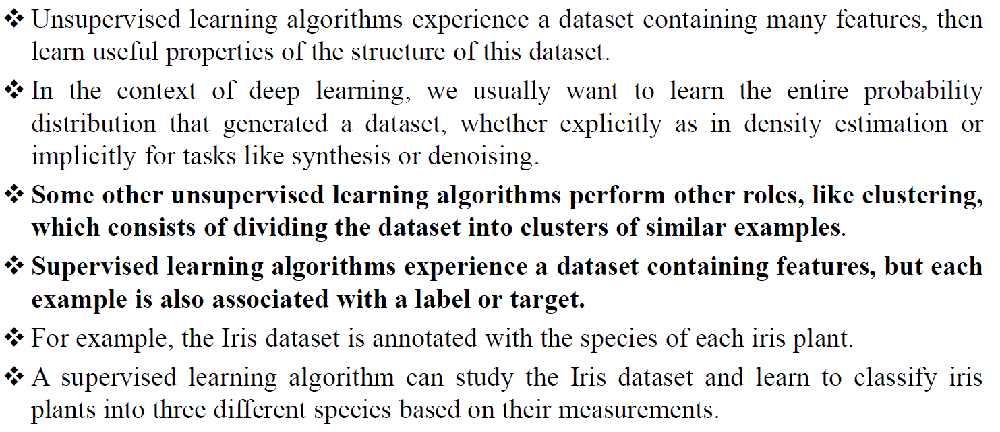 ❖ Unsupervised learning algorithms experience a dataset containing many features, then
learn useful properties of the structure of this dataset.
❖ In the context of deep learning, we usually want to learn the entire probability
distribution that generated a dataset, whether explicitly as in density estimation or
implicitly for tasks like synthesis or denoising.
❖ Some other unsupervised learning algorithms perform other roles, like clustering,
which consists of dividing the dataset into clusters of similar examples.
❖ Supervised learning algorithms experience a dataset containing features, but each
example is also associated with a label or target.
❖ For example, the Iris dataset is annotated with the species of each iris plant.
❖ A supervised learning algorithm can study the Iris dataset and learn to classify iris
plants into three different species based on their measurements.